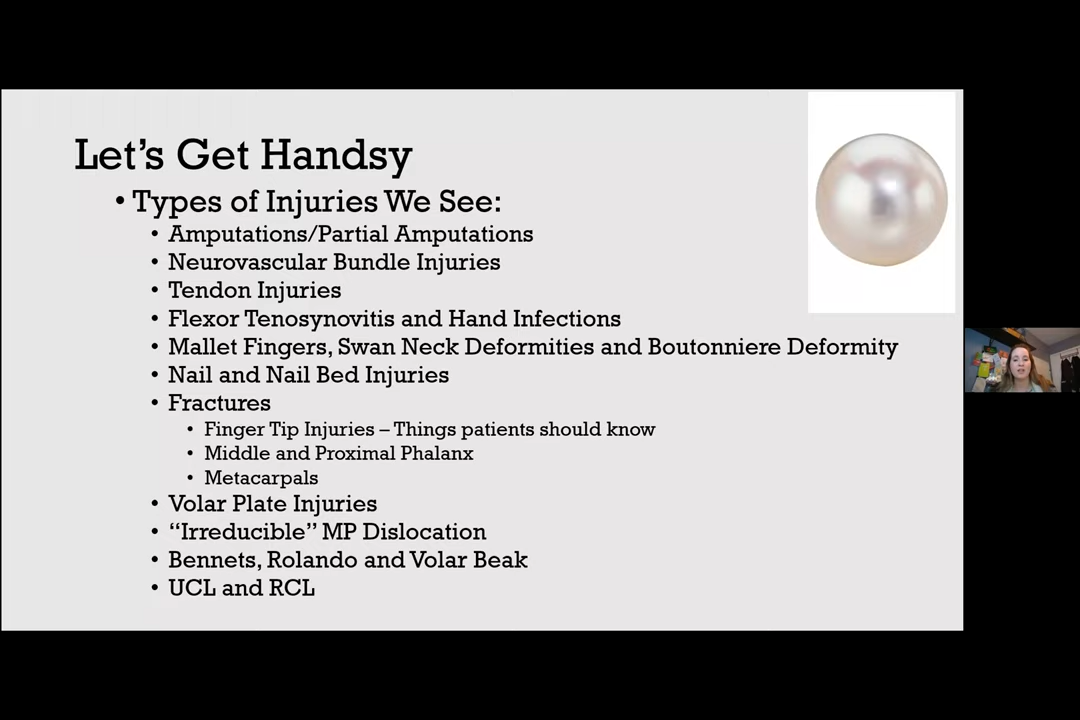 Let's Get Handsy
• Types of Injuries We See:
• Amputations/Partial Amputations
• Neurovascular Bundle Injuries
• Tendon Injuries
• Flexor Tenosynovitis and Hand Infections
• Mallet Fingers, Swan Neck Deformities and Boutonniere Deformity
• Nail and Nail Bed Injuries
• Fractures
• Finger Tip Injuries – Things patients should know
• Middle and Proximal Phalanx
• Metacarpals
• Volar Plate Injuries
• “Irreducible” MP Dislocation
• Bennets, Rolando and Volar Beak
• UCL and RCL